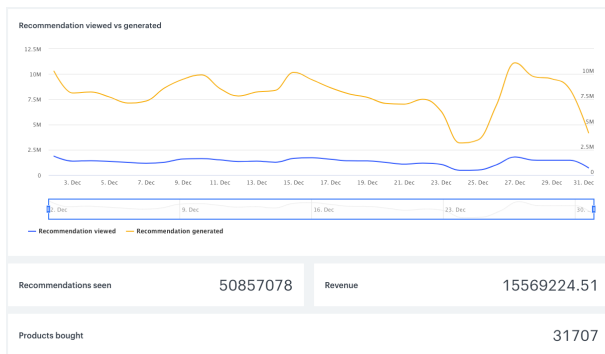 Recommendation viewed vs generated
12.5M
10M
10M
7.5M
7.5M
5M
5M
2.5M
2.5M
0
0
3. Dec 5. Dec 7. Dec 9. Dec 11. Dec 13. Dec 15. Dec 17. Dec 19. Dec 21. Dec 23. Dec 25. Dec 27. Dec 29. Dec 31. Dec
2. Dec 9. Dec 16. Dec 23. Dec 30. …
Recommendation viewed Recommendation generated
Recommendations seen 50857078 Revenue 15569224.51
Products bought 31707